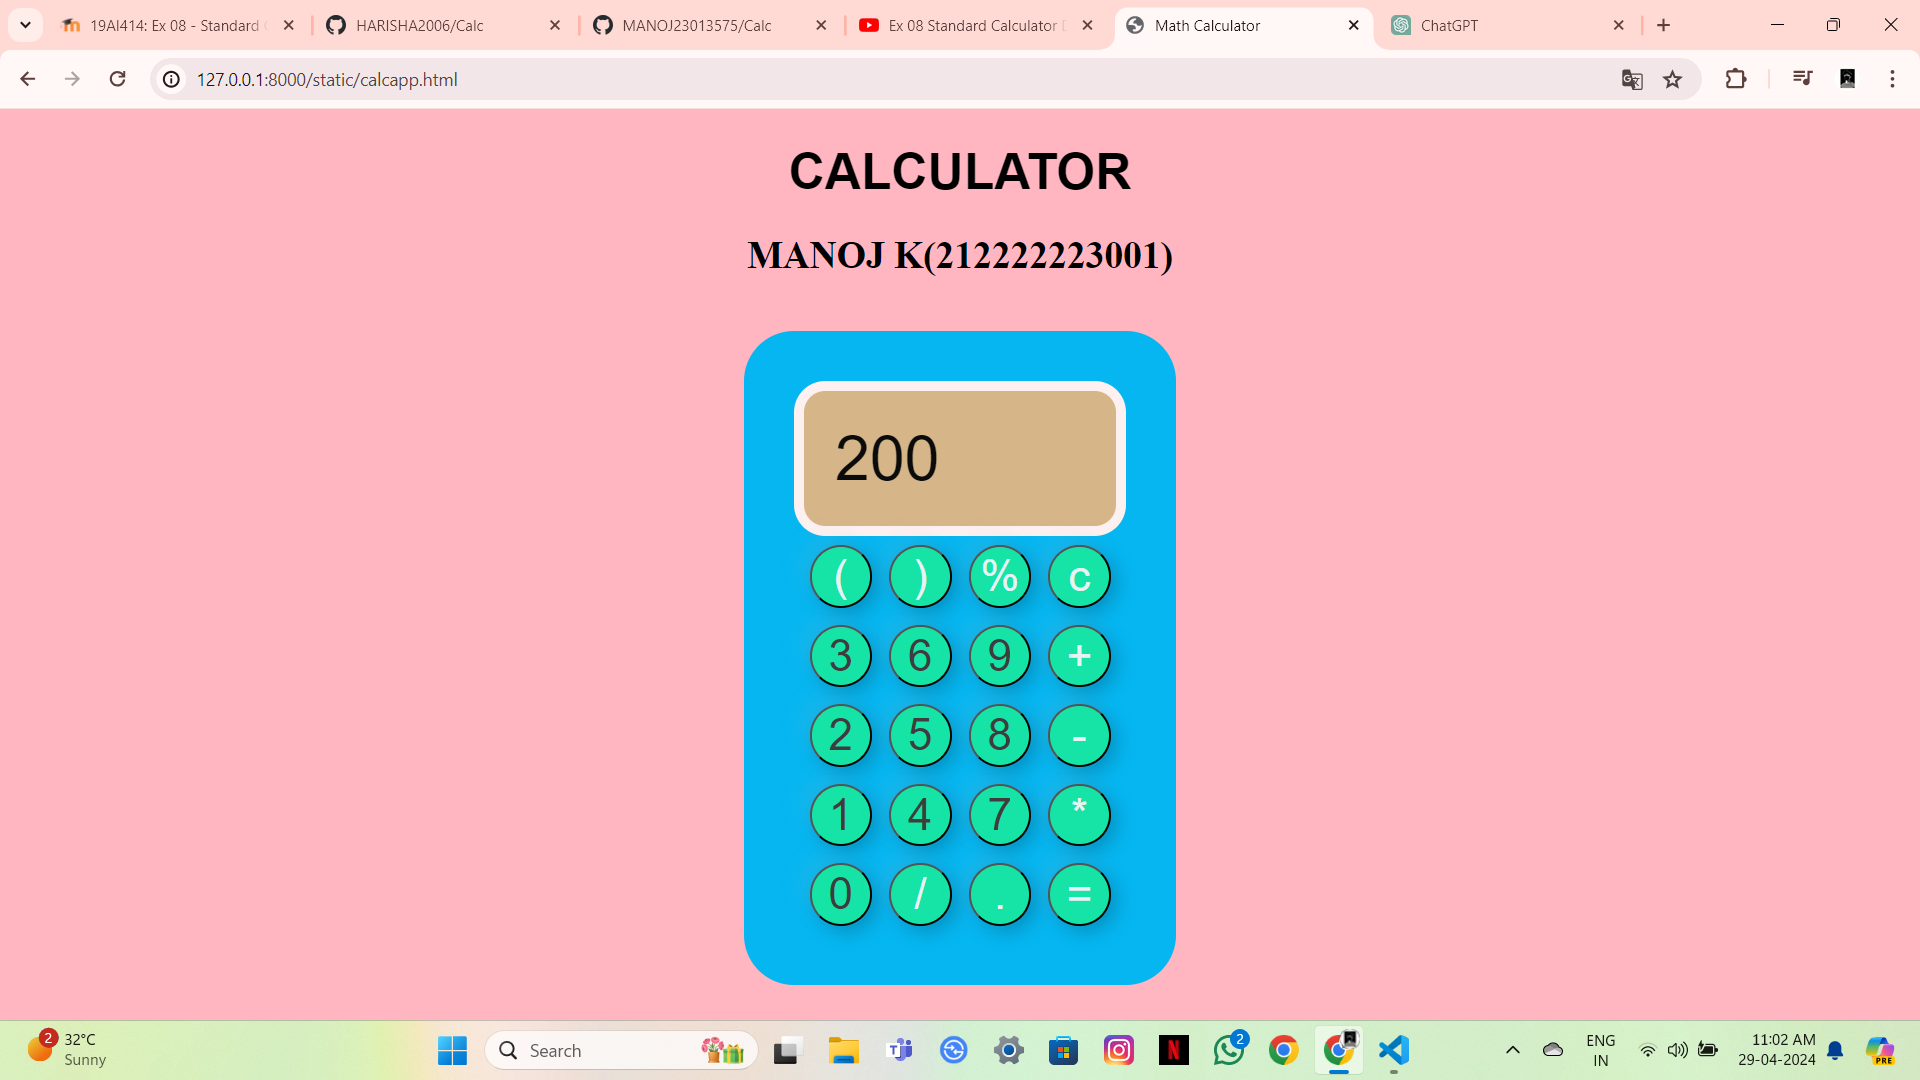 19AI414: Ex 08 - Standard
HARISHA2006/Calc
MANOJ23013575/Calc
Ex 08 Standard Calculator
Math Calculator
ChatGPT
127.0.0.1:8000/static/calcapp.html
CALCULATOR
MANOJ K(212222223001)
200
( ) % c
3 6 9 +
2 5 8 -
1 4 7 *
0 / . =
2
32°C
Sunny
Search
N
2
PRE
ENG
IN
11:02 AM
29-04-2024